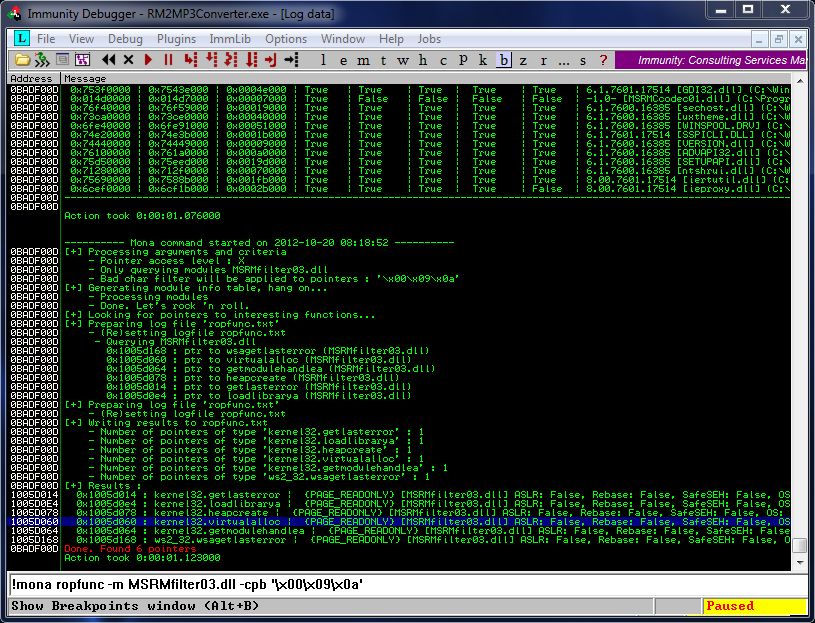 Immunity Debugger - RM2MP3Converter.exe - [Log data]
L File View Debug Plugins ImmLib Options Window Help Jobs
l e m t w h c p k b z r ... s ? Immunity: Consulting Services Ma
Address Message
0BADF00D 0x753f0000 | 0x7543e000 | 0x0004e000 | True | True | True | True | True | 6.1.7601.17514 [GDI32.dll] (C:\Win
0BADF00D 0x014d0000 | 0x014d7000 | 0x00007000 | True | False | False | False | False | -1.0- [MSRMCcodec01.dll] (C:\Progr
0BADF00D 0x76f40000 | 0x76f59000 | 0x00019000 | True | True | True | True | True | 6.1.7600.16385 [sechost.dll] (C:\W
0BADF00D 0x73ca0000 | 0x73ce0000 | 0x00040000 | True | True | True | True | True | 6.1.7600.16385 [uxtheme.dll] (C:\W
0BADF00D 0x6fe40000 | 0x6fe91000 | 0x00051000 | True | True | True | True | True | 6.1.7600.16385 [WINSPOOL.DRV] (C:\
0BADF00D 0x74e20000 | 0x74e3b000 | 0x0001b000 | True | True | True | True | True | 6.1.7601.17514 [SSPICLI.DLL] (C:\W
0BADF00D 0x74440000 | 0x74449000 | 0x00009000 | True | True | True | True | True | 6.1.7600.16385 [VERSION.dll] (C:\W
0BADF00D 0x76100000 | 0x761a0000 | 0x000a0000 | True | True | True | True | True | 6.1.7600.16385 [ADVAPI32.dll] (C:\
0BADF00D 0x75d50000 | 0x75eed000 | 0x0019d000 | True | True | True | True | True | 6.1.7600.16385 [SETUPAPI.dll] (C:\
0BADF00D 0x71280000 | 0x712f0000 | 0x00070000 | True | True | True | True | True | 6.1.7600.16385 [ntshrui.dll] (C:\W
0BADF00D 0x75690000 | 0x7588b000 | 0x001fb000 | True | True | True | True | True | 8.00.7601.17514 [iertutil.dll] (C:
0BADF00D 0x6cef0000 | 0x6cf1b000 | 0x0002b000 | True | True | True | True | False | 8.00.7601.17514 [ieproxy.dll] (C:\
0BADF00D
0BADF00D
Action took 0:00:01.076000
---------- Mona command started on 2012-10-20 08:18:52 ----------
0BADF00D [+] Processing arguments and criteria
0BADF00D - Pointer access level : X
0BADF00D - Only querying modules MSRMfilter03.dll
0BADF00D - Bad char filter will be applied to pointers : '\x00\x09\x0a'
0BADF00D [+] Generating module info table, hang on...
0BADF00D - Processing modules
0BADF00D - Done. Let's rock 'n roll.
0BADF00D [+] Looking for pointers to interesting functions...
0BADF00D [+] Preparing log file 'ropfunc.txt'
0BADF00D - (Re)setting logfile ropfunc.txt
0BADF00D - Querying MSRMfilter03.dll
0BADF00D 0x1005d168 : ptr to wsagetlasterror (MSRMfilter03.dll)
0BADF00D 0x1005d060 : ptr to virtualalloc (MSRMfilter03.dll)
0BADF00D 0x1005d064 : ptr to getmodulehandlea (MSRMfilter03.dll)
0BADF00D 0x1005d078 : ptr to heapcreate (MSRMfilter03.dll)
0BADF00D 0x1005d014 : ptr to getlasterror (MSRMfilter03.dll)
0BADF00D 0x1005d0e4 : ptr to loadlibrarya (MSRMfilter03.dll)
0BADF00D [+] Preparing log file 'ropfunc.txt'
0BADF00D - (Re)setting logfile ropfunc.txt
0BADF00D [+] Writing results to ropfunc.txt
0BADF00D - Number of pointers of type 'kernel32.getlasterror' : 1
0BADF00D - Number of pointers of type 'kernel32.loadlibrarya' : 1
0BADF00D - Number of pointers of type 'kernel32.heapcreate' : 1
0BADF00D - Number of pointers of type 'kernel32.virtualalloc' : 1
0BADF00D - Number of pointers of type 'kernel32.getmodulehandlea' : 1
0BADF00D - Number of pointers of type 'ws2_32.wsagetlasterror' : 1
0BADF00D [+] Results :
1005D014 0x1005d014 : kernel32.getlasterror | {PAGE_READONLY} [MSRMfilter03.dll] ASLR: False, Rebase: False, SafeSEH: False, OS
1005D0E4 0x1005d0e4 : kernel32.loadlibrarya | {PAGE_READONLY} [MSRMfilter03.dll] ASLR: False, Rebase: False, SafeSEH: False, OS
1005D078 0x1005d078 : kernel32.heapcreate | {PAGE_READONLY} [MSRMfilter03.dll] ASLR: False, Rebase: False, SafeSEH: False, OS:
1005D060 0x1005d060 : kernel32.virtualalloc | {PAGE_READONLY} [MSRMfilter03.dll] ASLR: False, Rebase: False, SafeSEH: False, OS
1005D064 0x1005d064 : kernel32.getmodulehandlea | {PAGE_READONLY} [MSRMfilter03.dll] ASLR: False, Rebase: False, SafeSEH: False
1005D168 0x1005d168 : ws2_32.wsagetlasterror | {PAGE_READONLY} [MSRMfilter03.dll] ASLR: False, Rebase: False, SafeSEH: False, O
0BADF00D Done. Found 6 pointers
0BADF00D Action took 0:00:01.123000
!mona ropfunc -m MSRMfilter03.dll -cpb '\x00\x09\x0a'
Show Breakpoints window (Alt+B) Paused